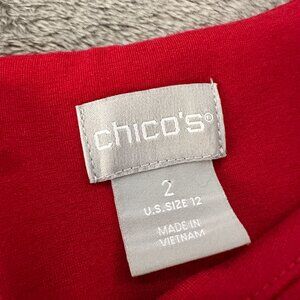 chico's®
2
U.S. SIZE 12
MADE IN
VIETNAM